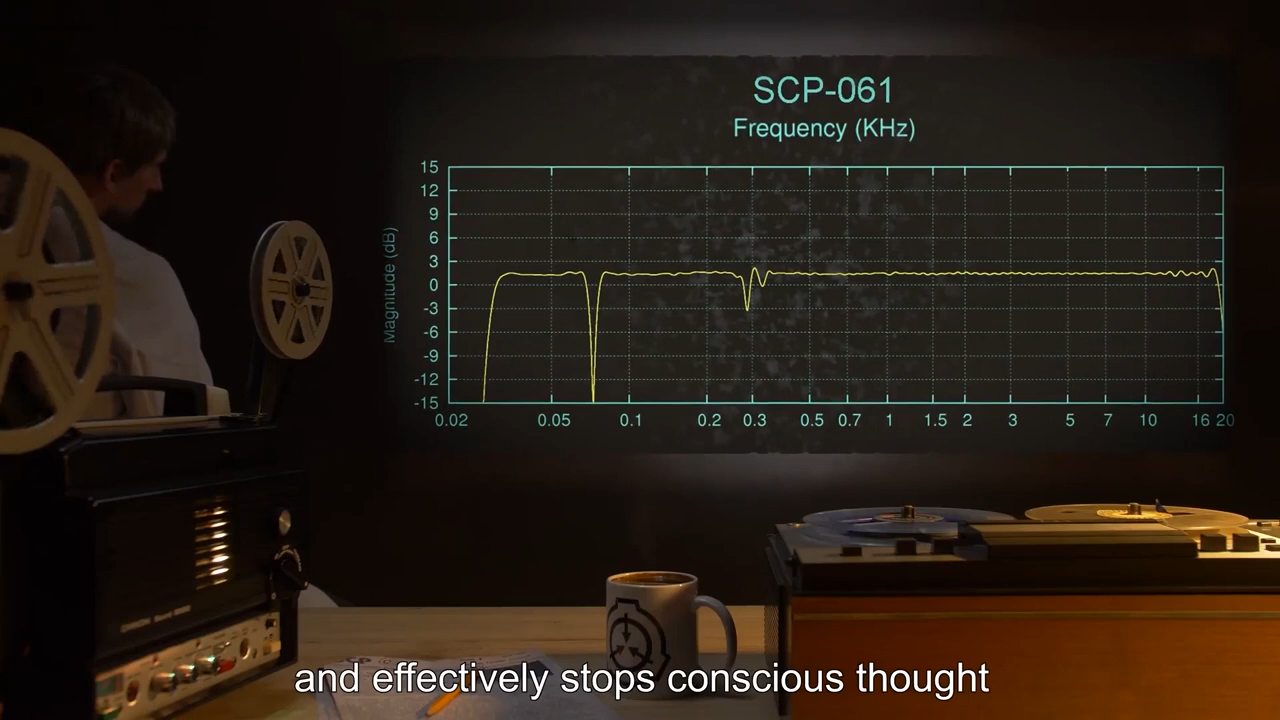 SCP-061
Frequency (KHz)
Magnitude (dB)
15
12
9
6
3
0
-3
-6
-9
-12
-15
0.02 0.05 0.1 0.2 0.3 0.5 0.7 1 1.5 2 3 5 7 10 16 20
and effectively stops conscious thought